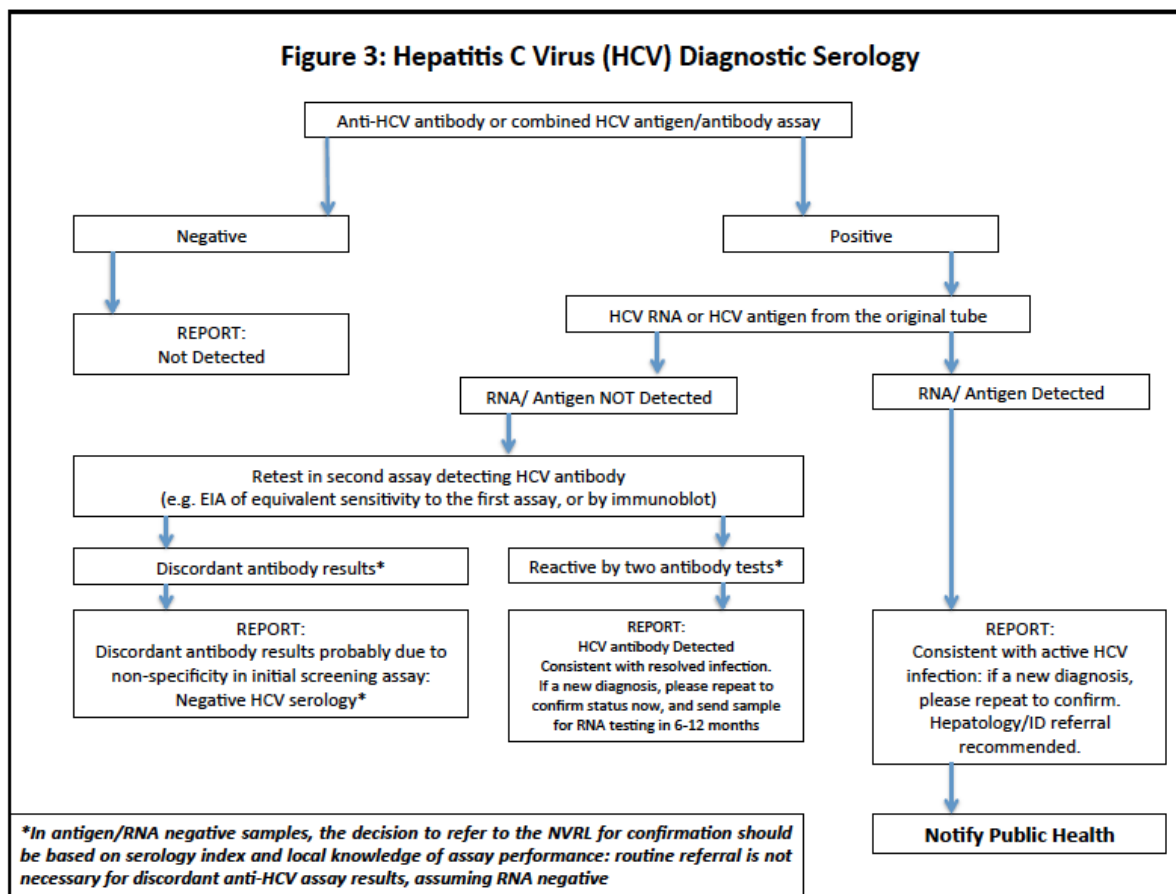 Figure 3: Hepatitis C Virus (HCV) Diagnostic Serology
Anti-HCV antibody or combined HCV antigen/antibody assay
Negative
Positive
REPORT:
Not Detected
HCV RNA or HCV antigen from the original tube
RNA/ Antigen NOT Detected
RNA/ Antigen Detected
Retest in second assay detecting HCV antibody
(e.g. EIA of equivalent sensitivity to the first assay, or by immunoblot)
Discordant antibody results*
Reactive by two antibody tests*
REPORT:
Discordant antibody results probably due to
non-specificity in initial screening assay:
Negative HCV serology*
REPORT:
HCV antibody Detected
Consistent with resolved infection.
If a new diagnosis, please repeat to
confirm status now, and send sample
for RNA testing in 6-12 months
REPORT:
Consistent with active HCV
infection: if a new diagnosis,
please repeat to confirm.
Hepatology/ID referral
recommended.
Notify Public Health
*In antigen/RNA negative samples, the decision to refer to the NVRL for confirmation should
be based on serology index and local knowledge of assay performance: routine referral is not
necessary for discordant anti-HCV assay results, assuming RNA negative